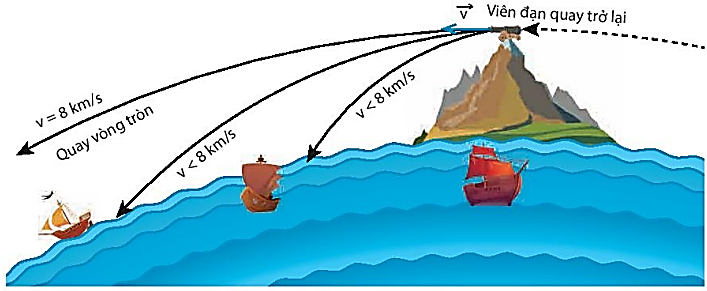 v Viên đạn quay trở lại
v = 8 km/s
Quay vòng tròn
v < 8 km/s
v < 8 km/s